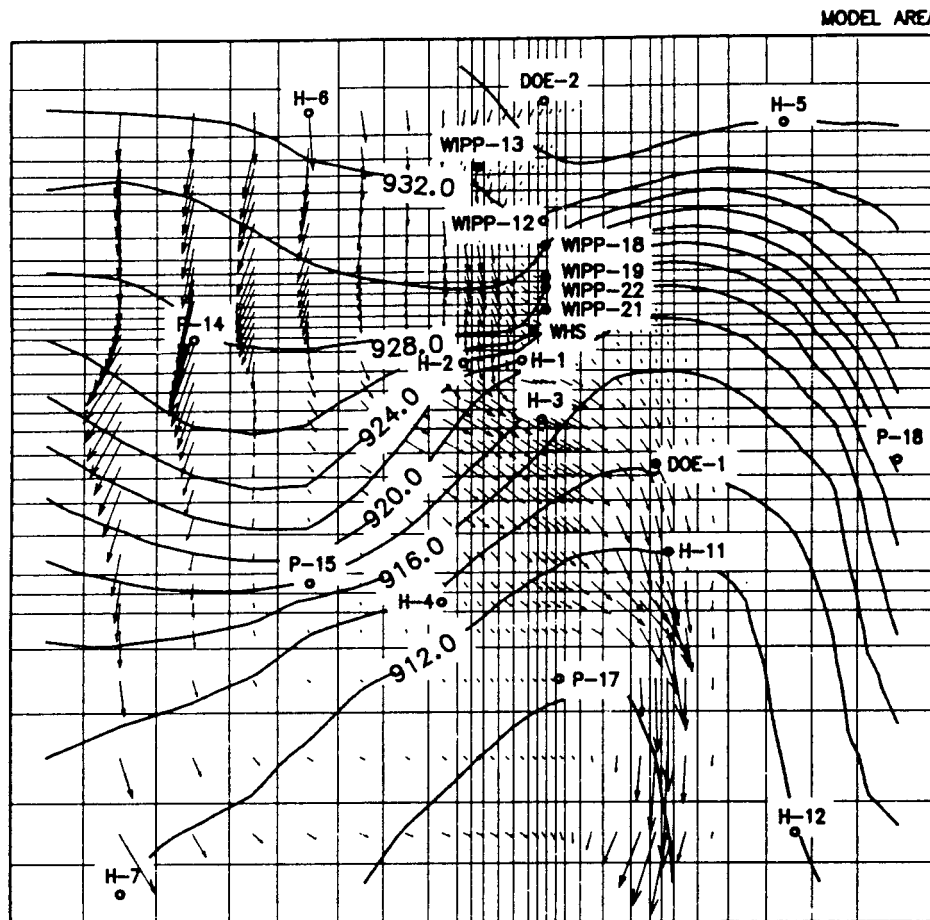 MODEL AREA
DOE-2
H-6
H-5
WIPP-13
932.0
WIPP-12
WIPP-18
WIPP-19
WIPP-22
WIPP-21
WHS
P-14
928.0
H-2
H-1
H-3
924.0
P-18
DOE-1
920.0
916.0
H-11
P-15
H-4
912.0
P-17
H-12
H-7